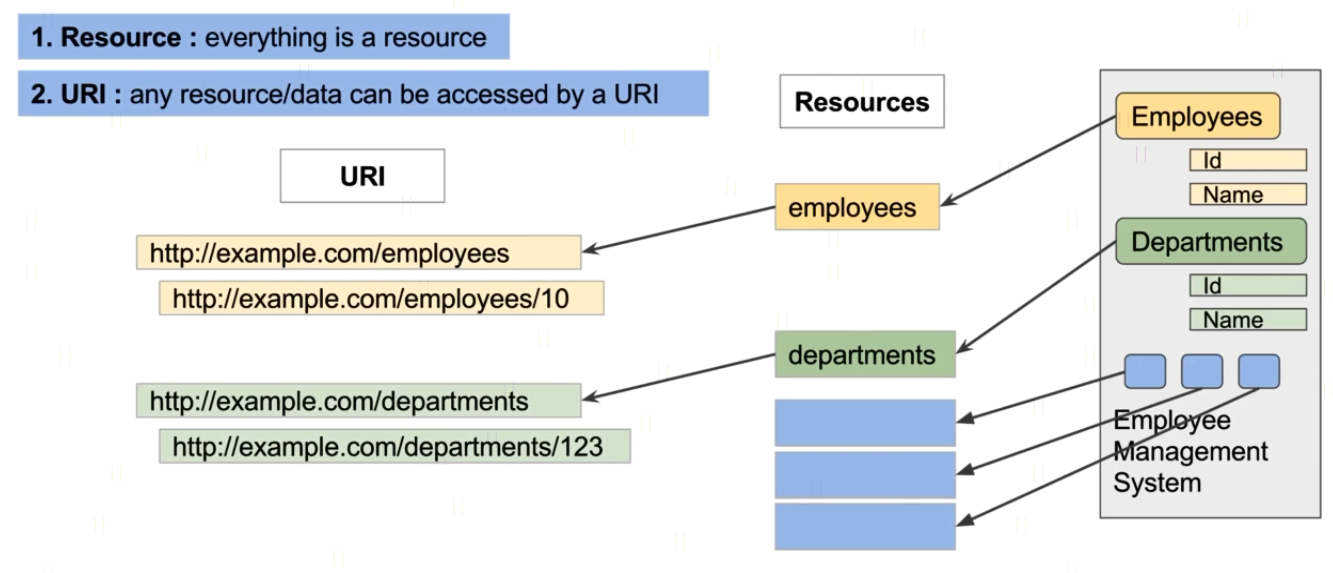 1. Resource : everything is a resource
2. URI : any resource/data can be accessed by a URI
URI
http://example.com/employees
http://example.com/employees/10
http://example.com/departments
http://example.com/departments/123
Resources
employees
departments
Employees
Id
Name
Departments
Id
Name
Employee
Management
System